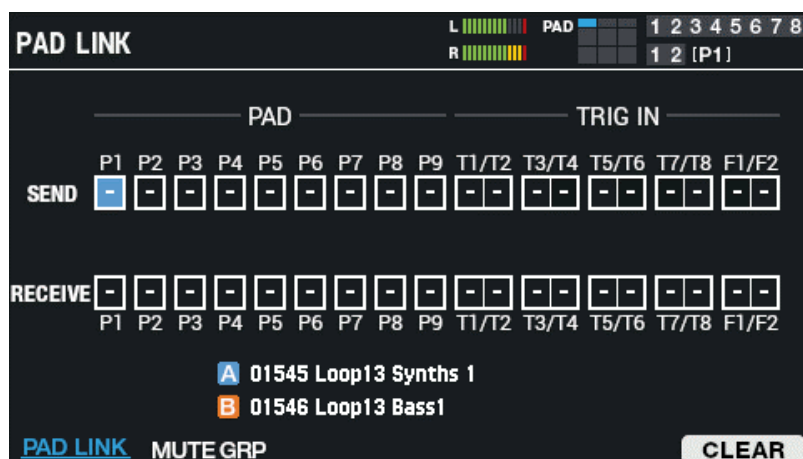 PAD LINK
L PAD 1 2 3 4 5 6 7 8
R 1 2 [P1]
PAD TRIG IN
P1 P2 P3 P4 P5 P6 P7 P8 P9 T1/T2 T3/T4 T5/T6 T7/T8 F1/F2
SEND - - - - - - - - - - - - - - - - - - -
RECEIVE - - - - - - - - - - - - - - - - - - -
P1 P2 P3 P4 P5 P6 P7 P8 P9 T1/T2 T3/T4 T5/T6 T7/T8 F1/F2
A 01545 Loop13 Synths 1
B 01546 Loop13 Bass1
PAD LINK MUTE GRP CLEAR